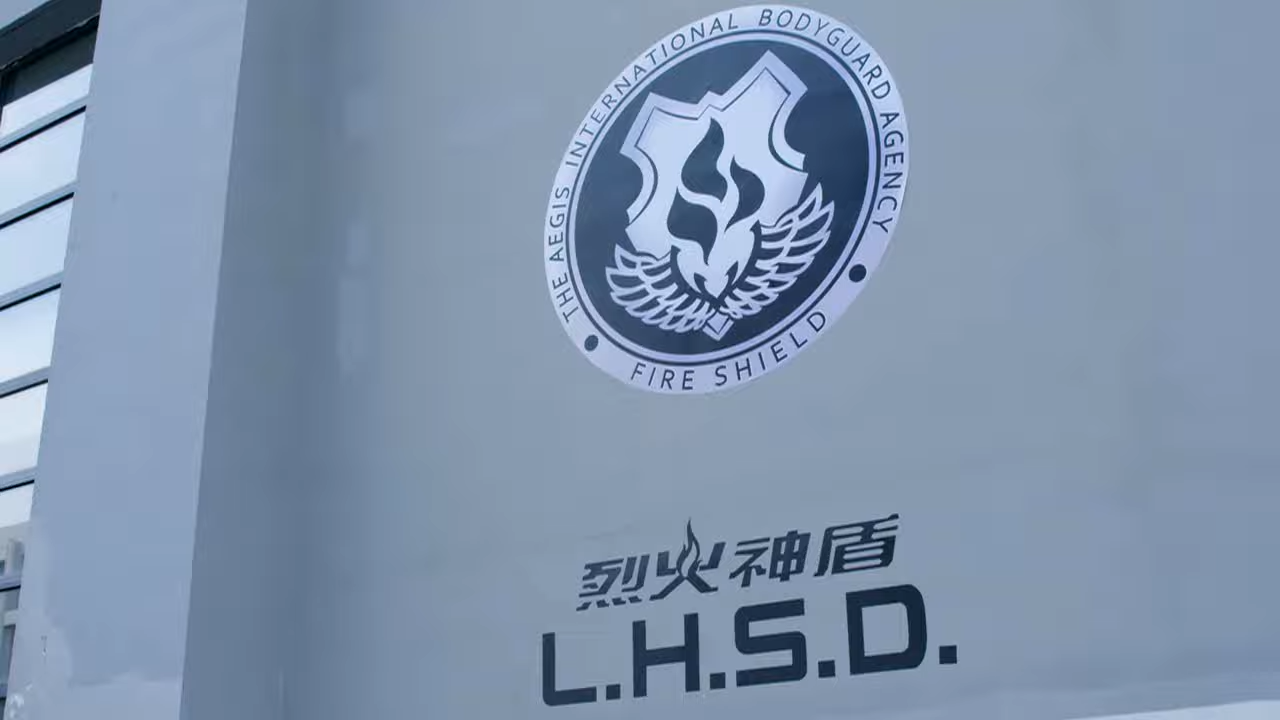 THE AEGIS INTERNATIONAL BODYGUARD AGENCY
FIRE SHIELD
烈火神盾
L.H.S.D.